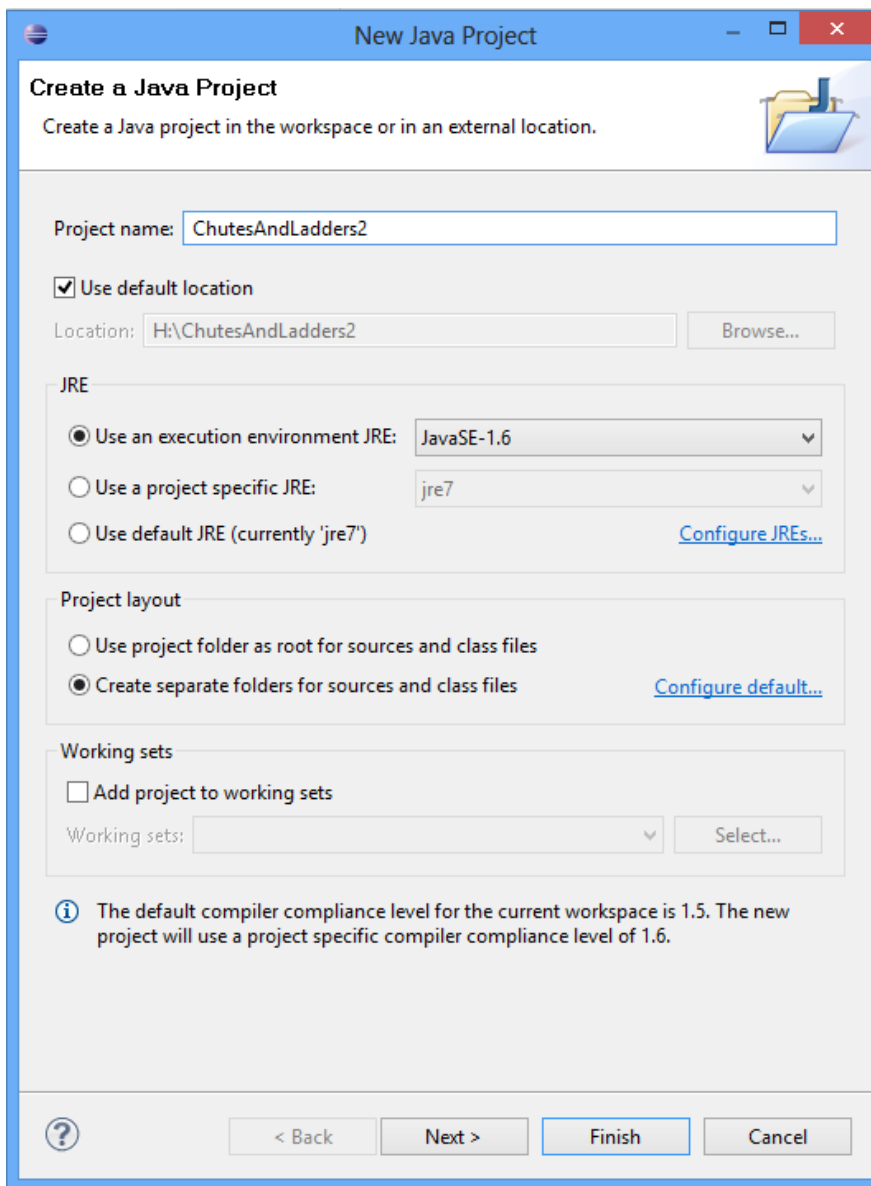 New Java Project
Create a Java Project
Create a Java project in the workspace or in an external location.
Project name: ChutesAndLadders2
Use default location
Location: H:\ChutesAndLadders2 Browse...
JRE
Use an execution environment JRE: JavaSE-1.6
Use a project specific JRE: jre7
Use default JRE (currently 'jre7') Configure JREs...
Project layout
Use project folder as root for sources and class files
Create separate folders for sources and class files Configure default...
Working sets
Add project to working sets
Working sets: Select...
The default compiler compliance level for the current workspace is 1.5. The new
project will use a project specific compiler compliance level of 1.6.
? < Back Next > Finish Cancel